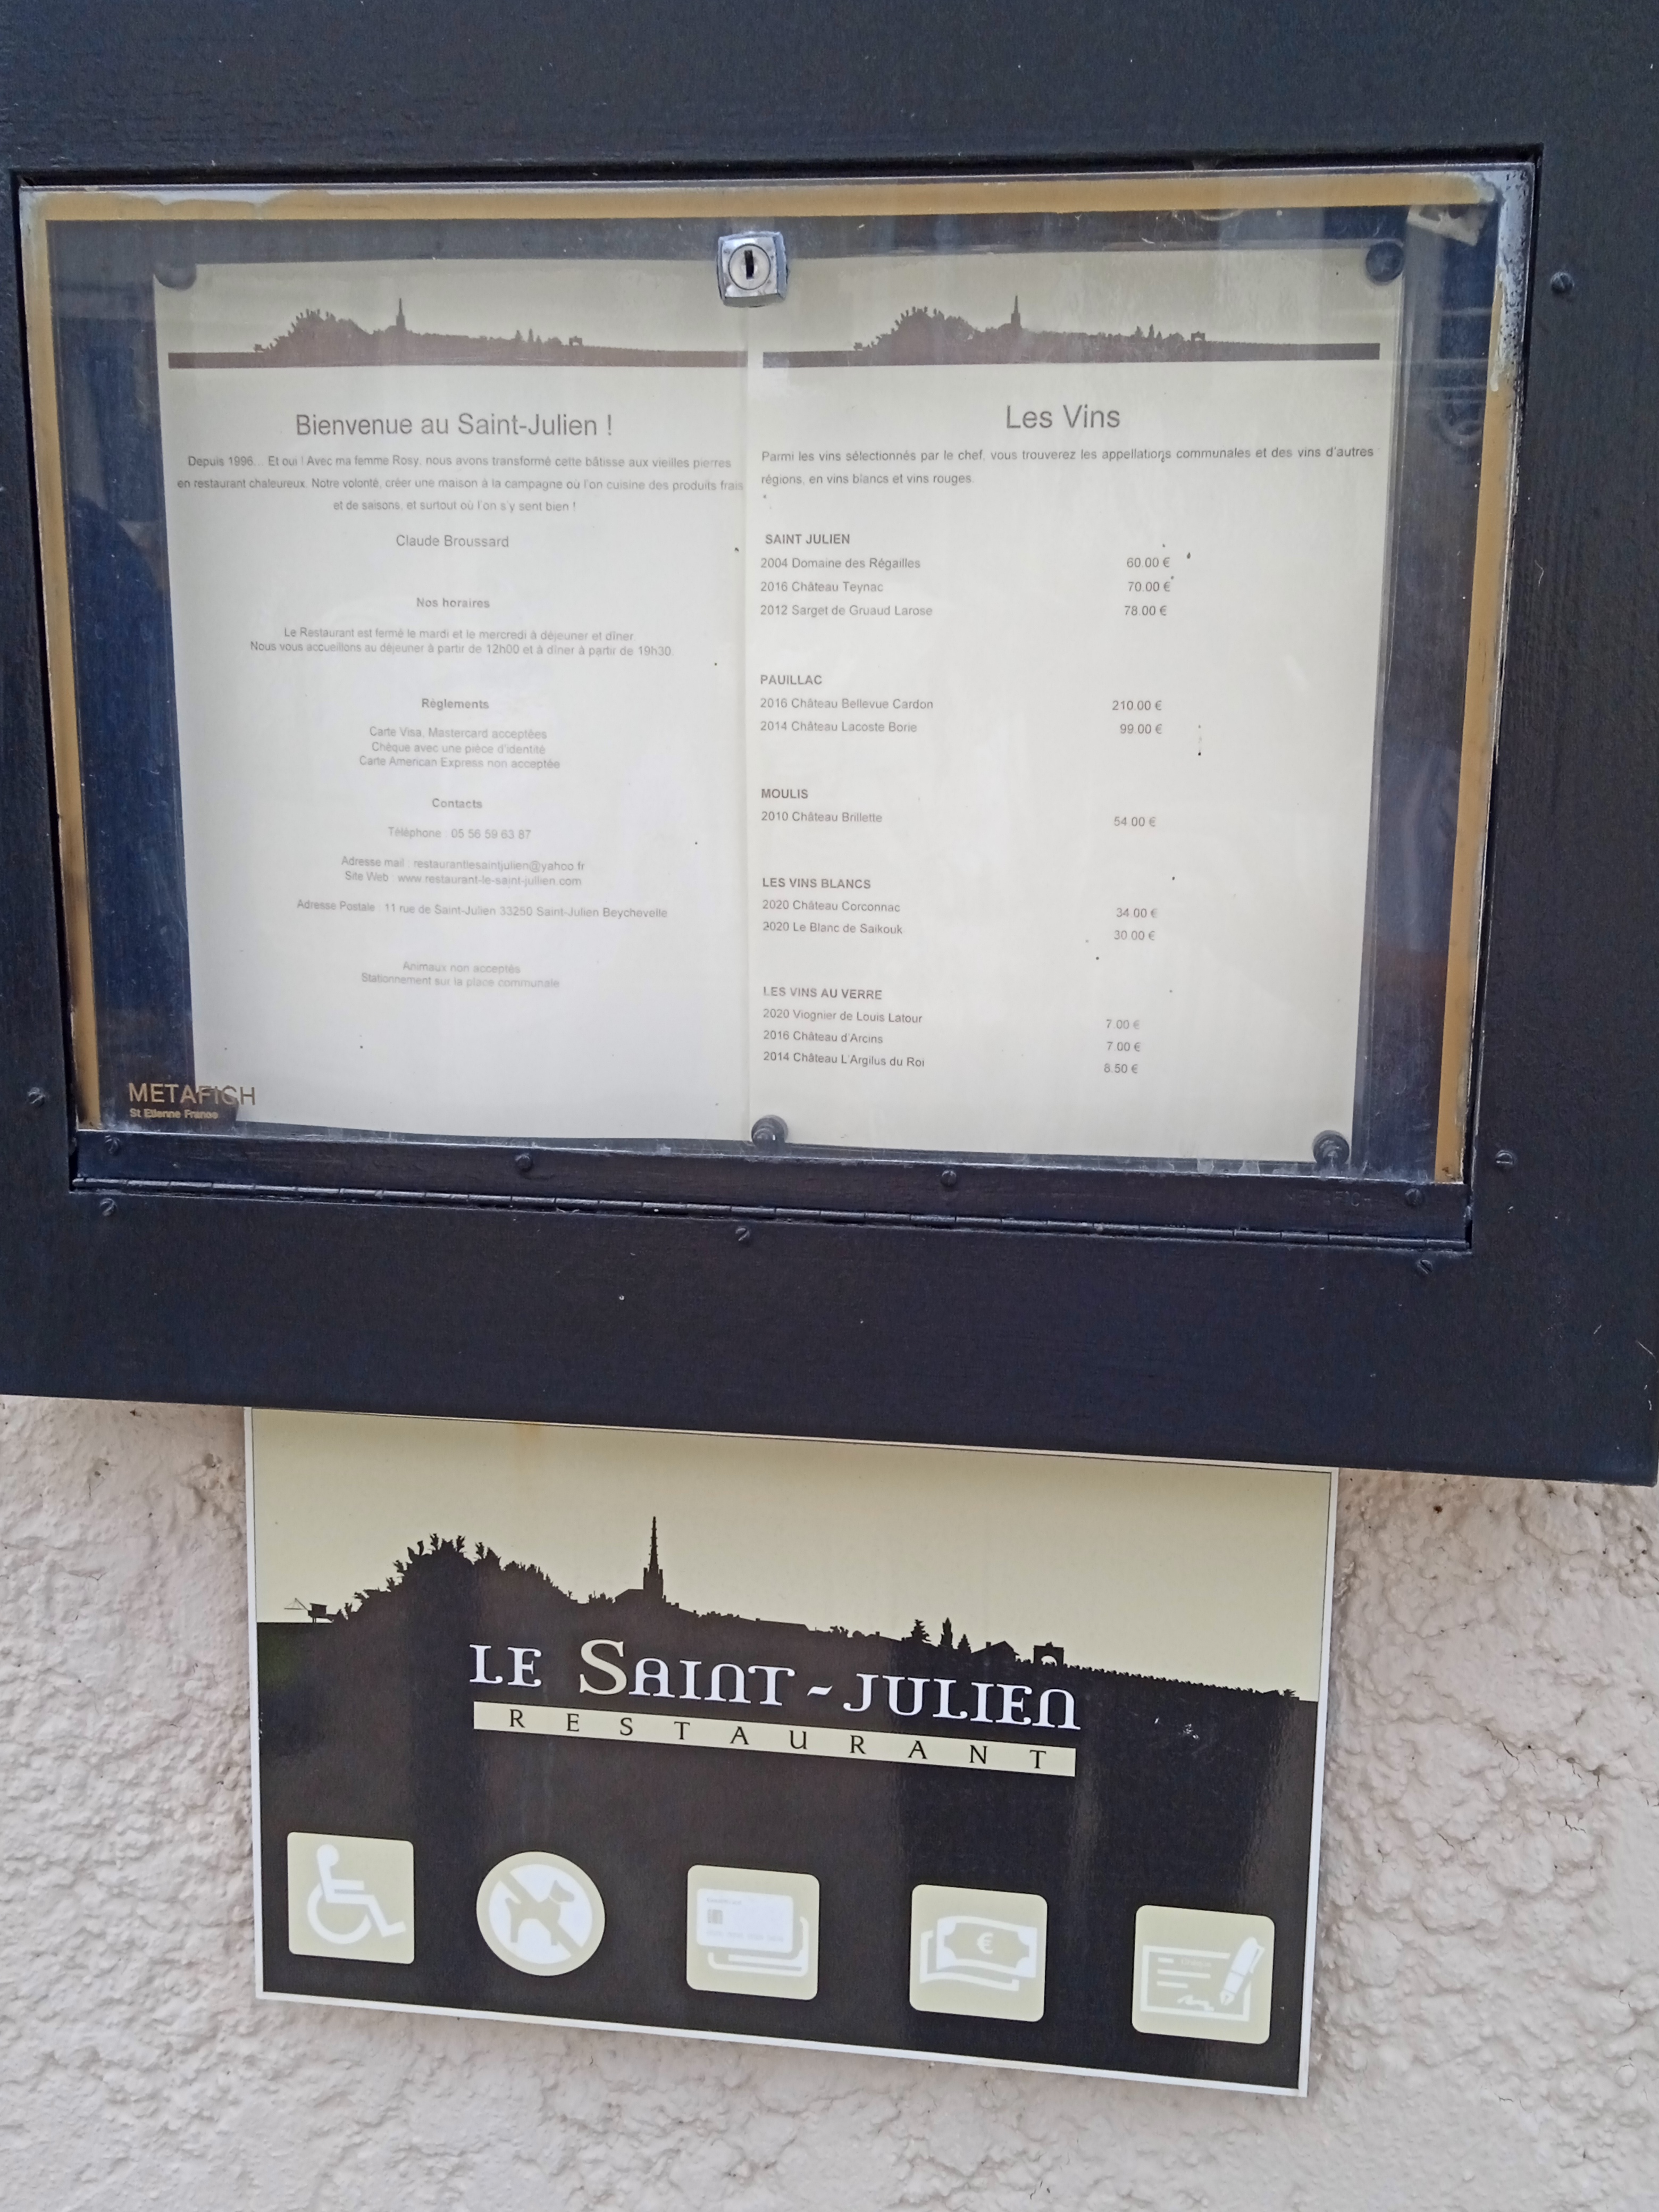 Bienvenue au Saint-Julien !
Depuis 1996... Et oui ! Avec ma femme Rosy, nous avons transformé cette bâtisse aux vieilles pierres
en restaurant chaleureux. Notre volonté, créer une maison à la campagne où l'on cuisine des produits frais
et de saisons, et surtout où l'on s'y sent bien !
Claude Broussard
Nos horaires
Le Restaurant est fermé le mardi et le mercredi à déjeuner et dîner.
Nous vous accueillons au déjeuner à partir de 12h00 et à dîner à partir de 19h30.
Règlements
Carte Visa, Mastercard acceptées
Chèque avec une pièce d'identité
Carte American Express non acceptée
Contacts
Téléphone : 05 56 59 63 87
Adresse mail : restaurantlesaintjulien@yahoo.fr
Site Web : www.restaurant-le-saint-jullien.com
Adresse Postale : 11 rue de Saint-Julien 33250 Saint-Julien Beychevelle
Animaux non acceptés
Stationnement sur la place communale
METAFICH
St Etienne France
Les Vins
Parmi les vins sélectionnés par le chef, vous trouverez les appellations communales et des vins d'autres
régions, en vins blancs et vins rouges.
SAINT JULIEN
2004 Domaine des Régailles 60.00 €
2016 Château Teynac 70.00 €
2012 Sarget de Gruaud Larose 78.00 €
PAUILLAC
2016 Château Bellevue Cardon 210.00 €
2014 Château Lacoste Borie 99.00 €
MOULIS
2010 Château Brillette 54.00 €
LES VINS BLANCS
2020 Château Corconnac 34.00 €
2020 Le Blanc de Saikouk 30.00 €
LES VINS AU VERRE
2020 Viognier de Louis Latour 7.00 €
2016 Château d'Arcins 7.00 €
2014 Château L'Argilus du Roi 8.50 €
LE SAINT-JULIEN
RESTAURANT
€